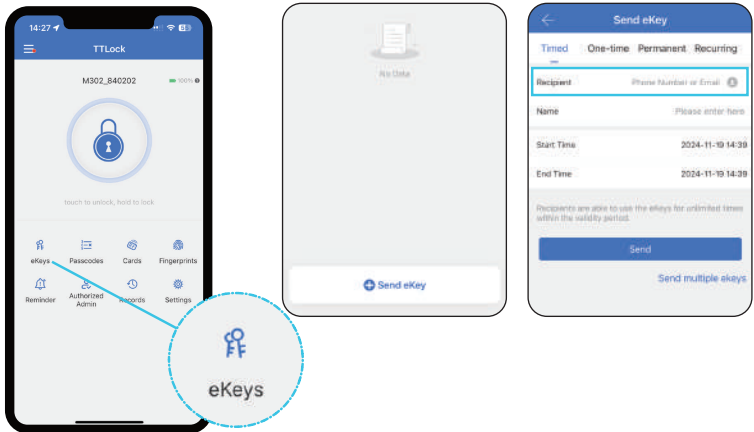 14:27
TTLock
M302_840202
100%
touch to unlock, hold to lock
eKeys Passcodes Cards Fingerprints
Reminder Authorized Admin Records Settings
eKeys
No Data
Send eKey
Send eKey
Timed One-time Permanent Recurring
Recipient Phone Number or Email
Name Please enter here
Start Time 2024-11-19 14:39
End Time 2024-11-19 14:39
Recipients are able to use the eKeys for unlimited times
within the validity period.
Send
Send multiple ekeys